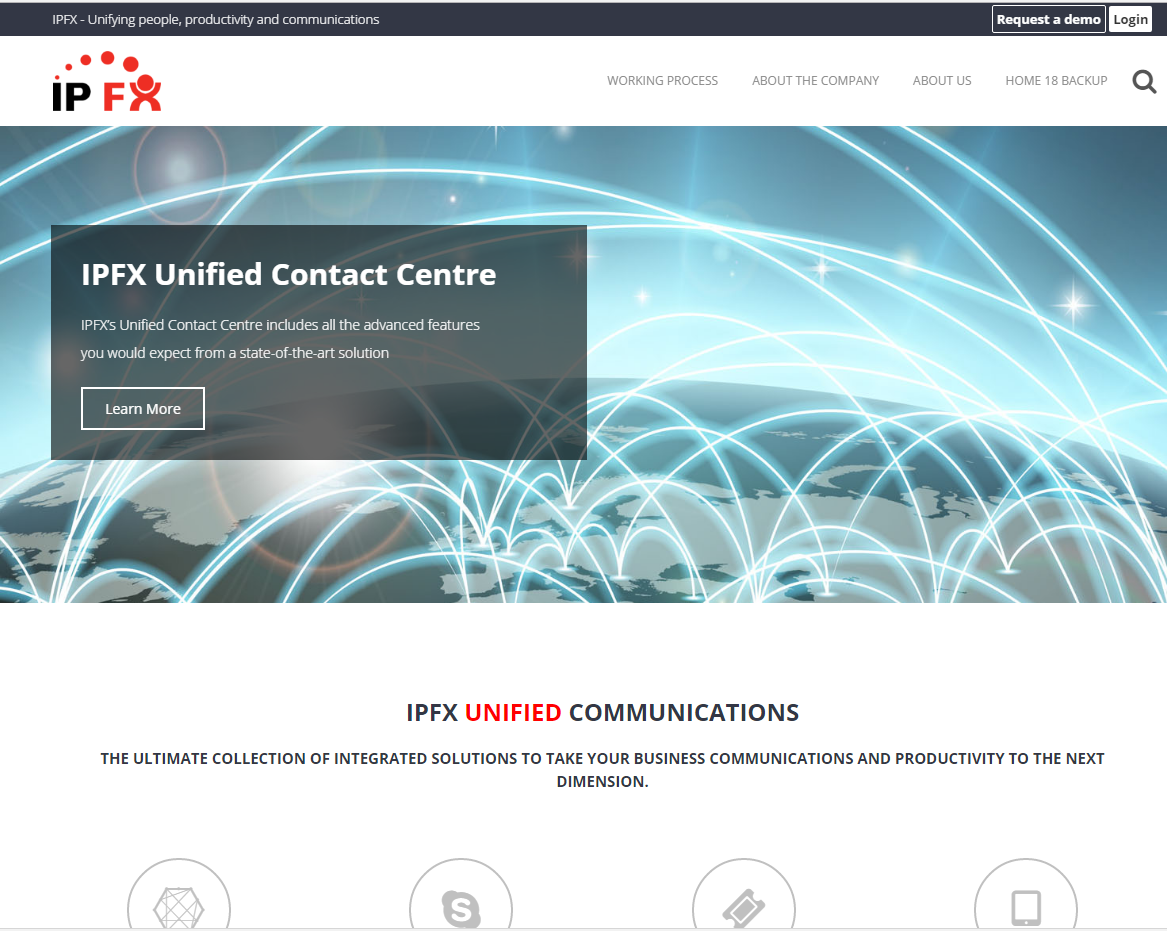 IPFX - Unifying people, productivity and communications
Request a demo
Login
IP FX
WORKING PROCESS
ABOUT THE COMPANY
ABOUT US
HOME 18 BACKUP
IPFX Unified Contact Centre
IPFX's Unified Contact Centre includes all the advanced features
you would expect from a state-of-the-art solution
Learn More
IPFX UNIFIED COMMUNICATIONS
THE ULTIMATE COLLECTION OF INTEGRATED SOLUTIONS TO TAKE YOUR BUSINESS COMMUNICATIONS AND PRODUCTIVITY TO THE NEXT
DIMENSION.